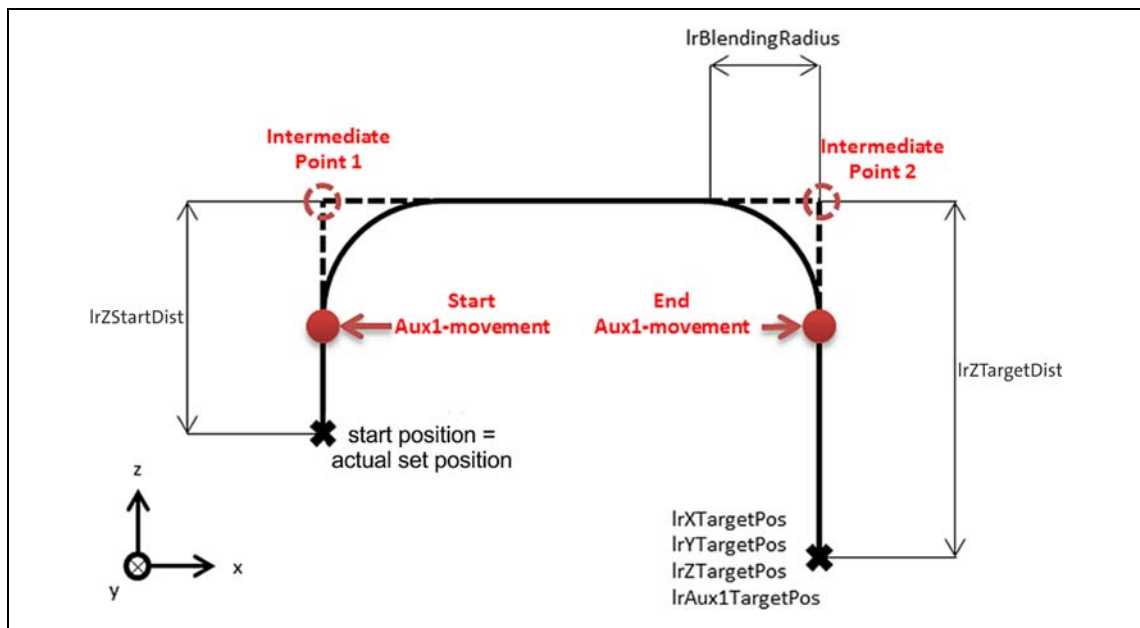 lrBlendingRadius
Intermediate
Point 1
Intermediate
Point 2
Start
Aux1-movement
End
Aux1-movement
lrZStartDist
lrZTargetDist
start position =
actual set position
z
x
y
lrXTargetPos
lrYTargetPos
lrZTargetPos
lrAux1TargetPos